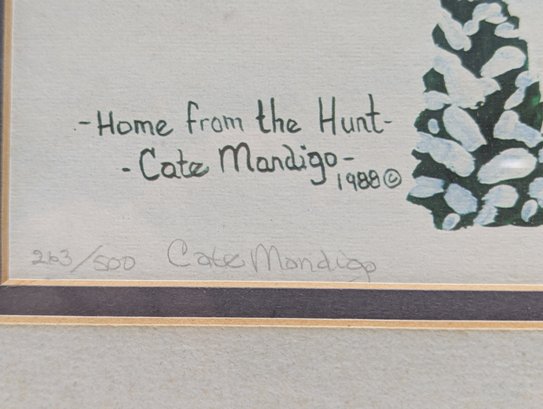 -Home from the Hunt-
-Cate Mandigo-
1988©
263/500 Cate Mandigo